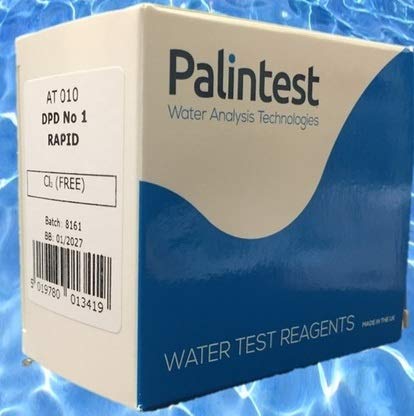 AT 010
DPD No 1
RAPID
Cl₂ (FREE)
Batch: 8161
BB: 01/2027
5 019780 013419
Palintest
Water Analysis Technologies
WATER TEST REAGENTS MADE IN THE UK